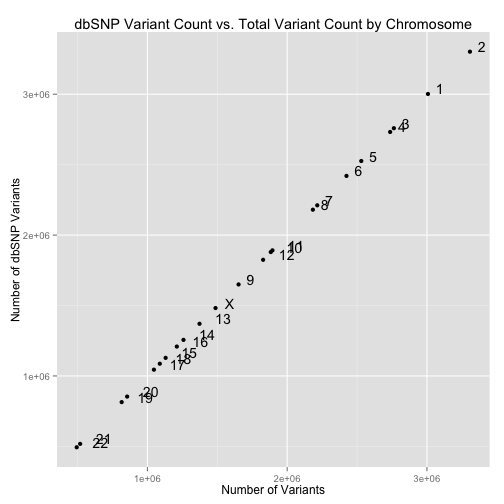 dbSNP Variant Count vs. Total Variant Count by Chromosome
2
3e+06
1
3
4
5
6
7
8
Number of dbSNP Variants
2e+06
11
10
12
9
X
13
14
16
15
18
17
1e+06
20
19
21
22
1e+06 2e+06 3e+06
Number of Variants